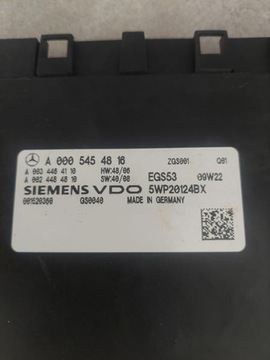 A 000 545 48 16 ZGS001 Q01
A 003 446 41 10 HW:48/06 EGS53 09W22
A 002 448 48 10 SW:40/08
SIEMENS VDO 5WP20124BX
001520360 GS0040 MADE IN GERMANY